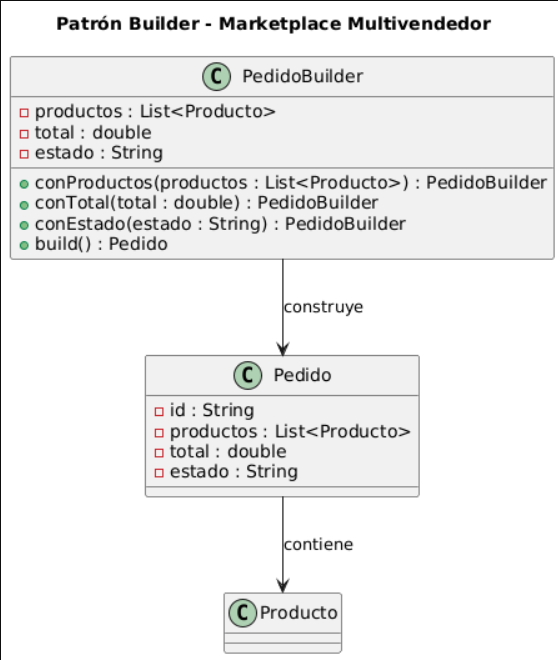 Patrón Builder - Marketplace Multivendedor
C PedidoBuilder
productos : List<Producto>
total : double
estado : String
conProductos(productos : List<Producto>) : PedidoBuilder
conTotal(total : double) : PedidoBuilder
conEstado(estado : String) : PedidoBuilder
build() : Pedido
construye
C Pedido
id : String
productos : List<Producto>
total : double
estado : String
contiene
C Producto